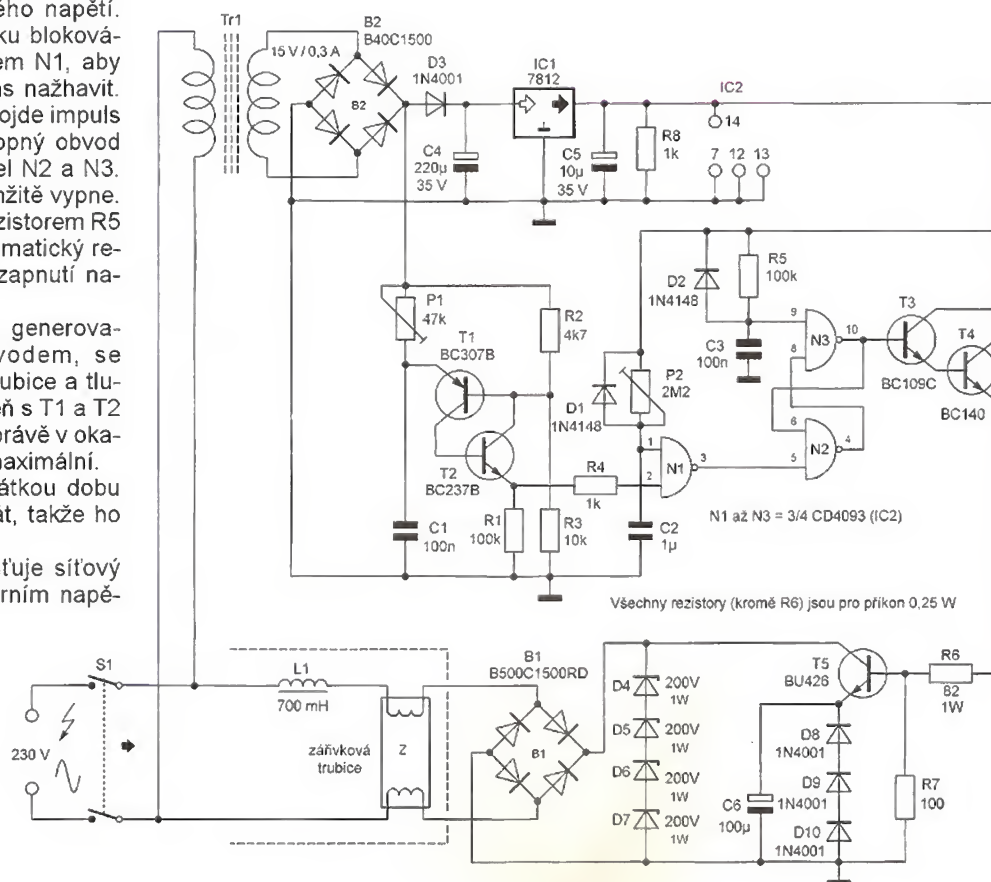 ého napětí.
ku bloková-
em N1, aby
as nažhavit.
ojde impuls
opný obvod
el N2 a N3.
nžitě vypne.
zistorem R5
matický re-
zapnutí na-
generova-
vodem, se
rubice a tlu-
eň s T1 a T2
právě v oka-
naximální.
átkou dobu
át, takže ho
šťuje síťový
rním napě-
Tr1
15 V / 0,3 A
B2
B40C1500
B2
D3
1N4001
IC1
7812
C4
220µ
35 V
C5
10µ
35 V
R8
1k
IC2
14
7 12 13
P1
47k
T1
BC307B
R2
4k7
T2
BC237B
C1
100n
R1
100k
R3
10k
R4
1k
D1
1N4148
P2
2M2
C2
1µ
1
2
N1
3
D2
1N4148
R5
100k
C3
100n
9
8
N3
10
6
5
N2
4
T3
BC109C
T4
BC140
N1 až N3 = 3/4 CD4093 (IC2)
Všechny rezistory (kromě R6) jsou pro příkon 0,25 W
S1
230 V
L1
700 mH
zářivková
trubice
Z
B1
B500C1500RD
B1
D4
200V
1W
D5
200V
1W
D6
200V
1W
D7
200V
1W
T5
BU426
R6
82
1W
C6
100µ
D8
1N4001
D9
1N4001
D10
1N4001
R7
100